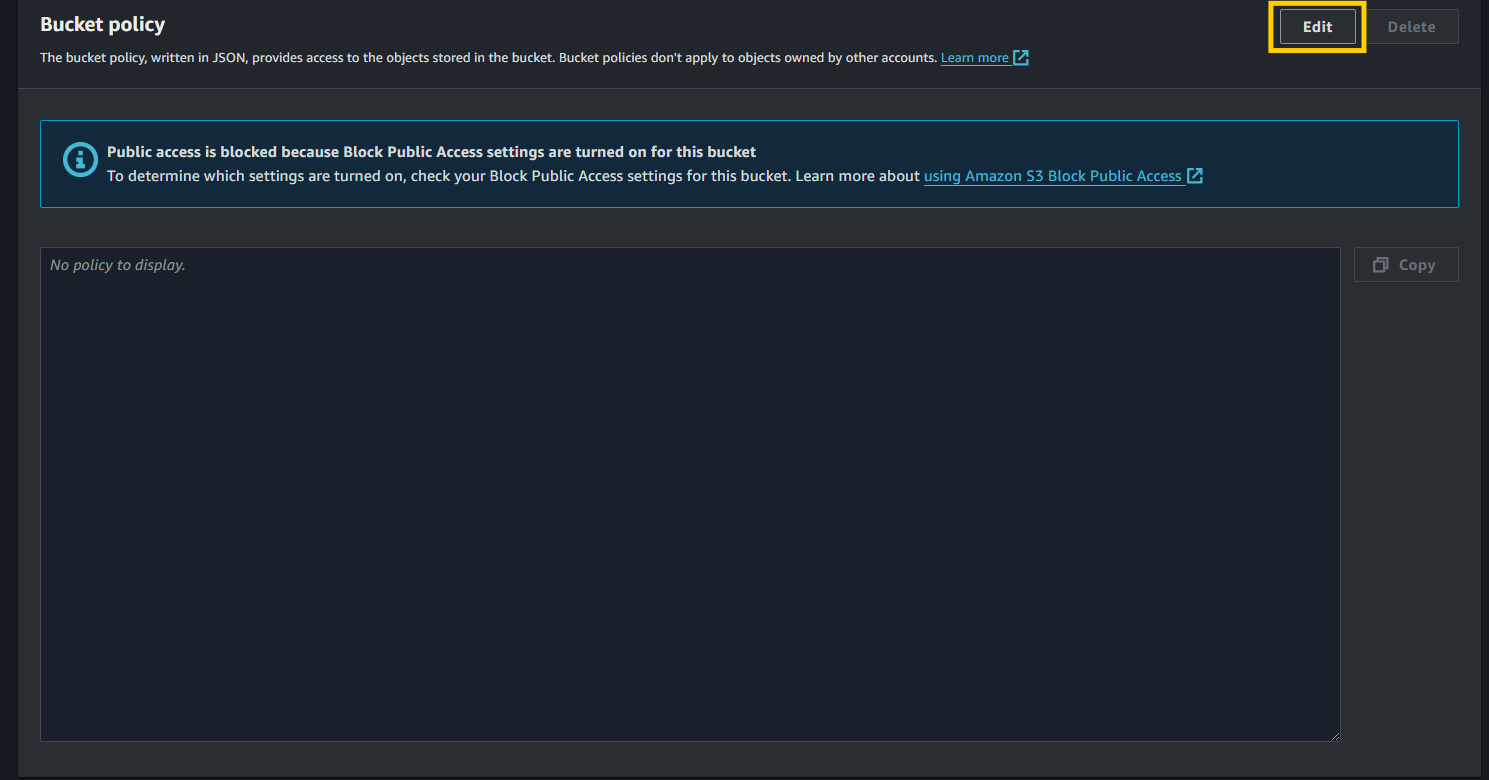 Bucket policy
Edit
Delete
The bucket policy, written in JSON, provides access to the objects stored in the bucket. Bucket policies don't apply to objects owned by other accounts. Learn more
Public access is blocked because Block Public Access settings are turned on for this bucket
To determine which settings are turned on, check your Block Public Access settings for this bucket. Learn more about using Amazon S3 Block Public Access
No policy to display.
Copy